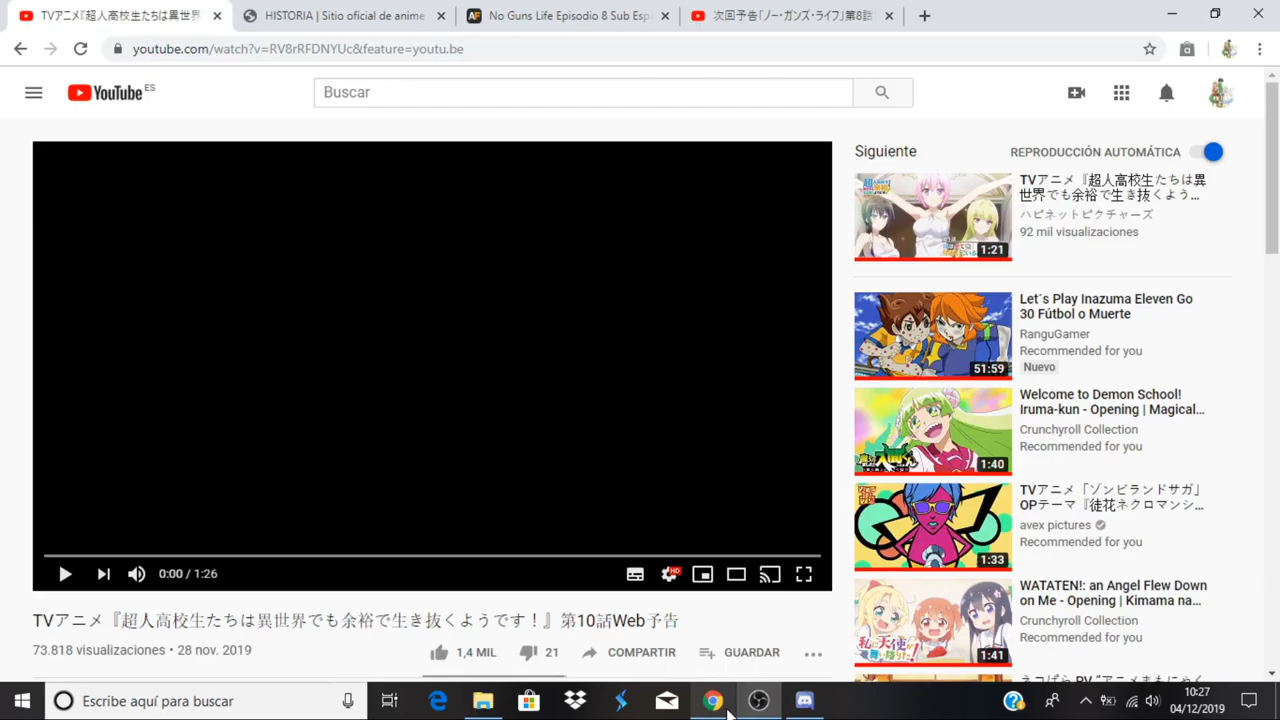 TVアニメ『超人高校生たちは異世界
HISTORIA | Sitio oficial de anime
No Guns Life Episodio 8 Sub Espa
次回予告「ノー・ガンズ・ライフ」第8話
youtube.com/watch?v=RV8rRFDNYUc&feature=youtu.be
YouTube ES
Buscar
Siguiente
REPRODUCCIÓN AUTOMÁTICA
TVアニメ『超人高校生たちは異
世界でも余裕で生き抜くよう...
ハピネットピクチャーズ
92 mil visualizaciones
1:21
Let´s Play Inazuma Eleven Go
30 Fútbol o Muerte
RanguGamer
Recommended for you
Nuevo
51:59
Welcome to Demon School!
Iruma-kun - Opening | Magical...
Crunchyroll Collection
Recommended for you
1:40
TVアニメ「ゾンビランドサガ」
OPテーマ『徒花ネクロマンシ...
avex pictures
Recommended for you
1:33
WATATEN!: an Angel Flew Down
on Me - Opening | Kimama na...
Crunchyroll Collection
Recommended for you
私に天使が
舞い降りた!
1:41
0:00 / 1:26
HD
TVアニメ『超人高校生たちは異世界でも余裕で生き抜くようです！』第10話Web予告
73.818 visualizaciones • 28 nov. 2019
1,4 MIL
21
COMPARTIR
GUARDAR
Escribe aquí para buscar
10:27
04/12/2019